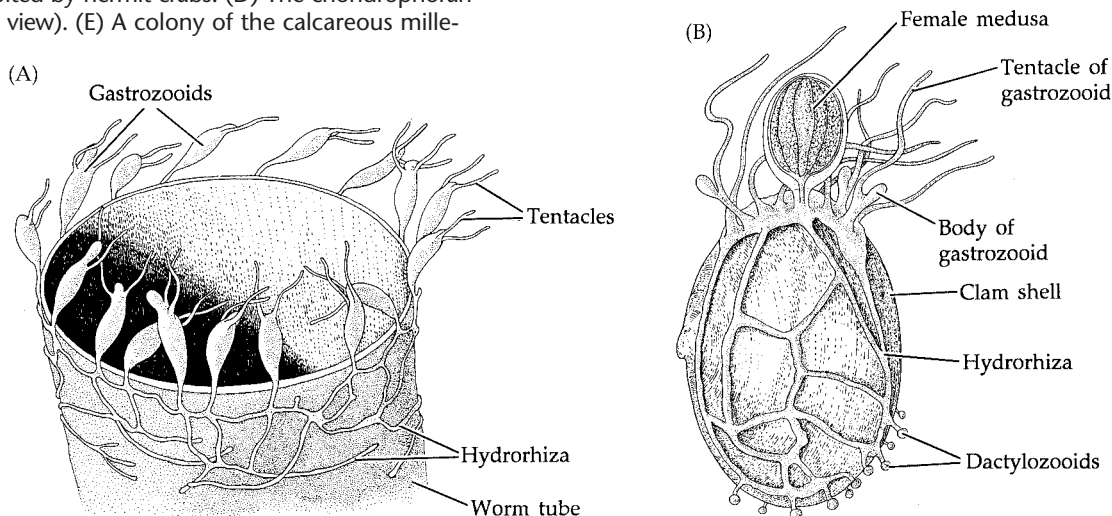 ited by hermit crabs. (D) The chondrophoran
view). (E) A colony of the calcareous mille-
(A)
Gastrozooids
Tentacles
Hydrorhiza
Worm tube
(B)
Female medusa
Tentacle of
gastrozooid
Body of
gastrozooid
Clam shell
Hydrorhiza
Dactylozooids